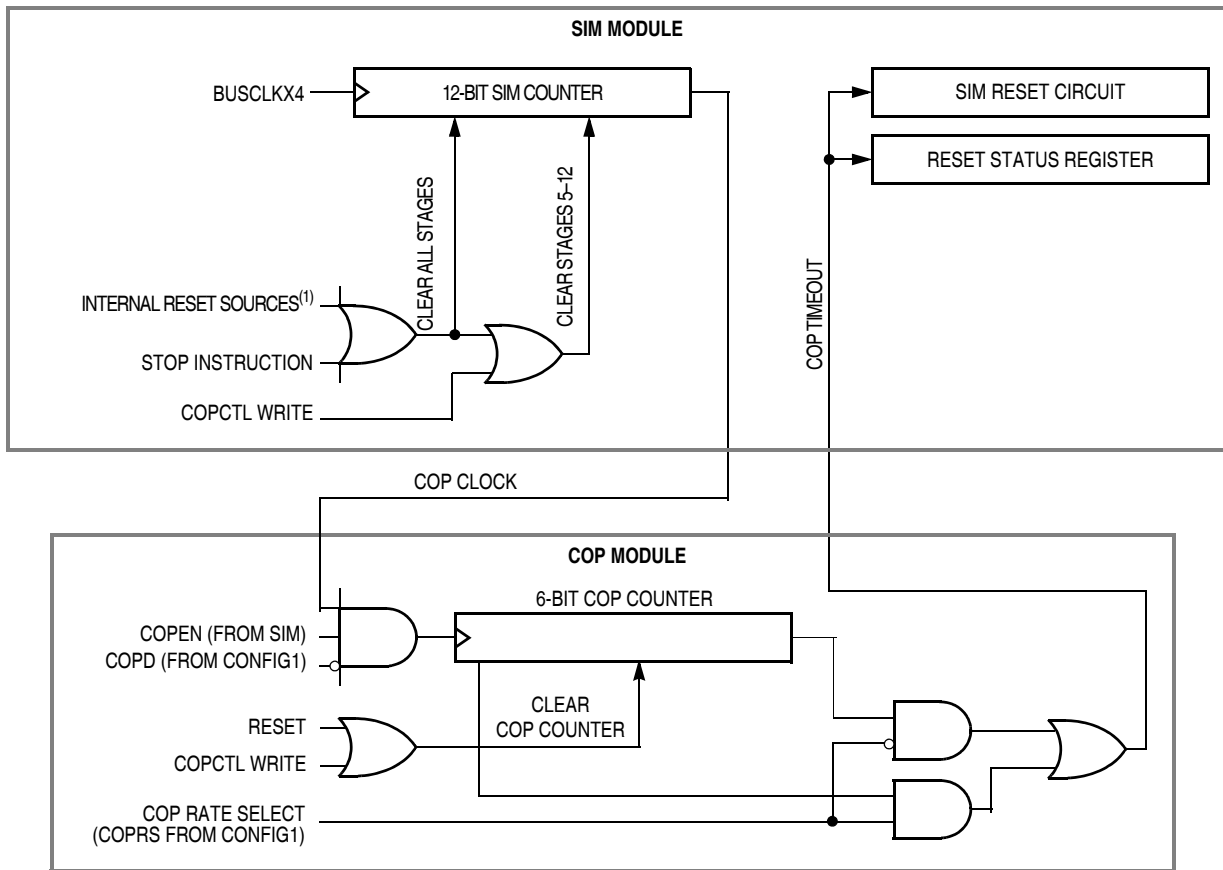 SIM MODULE
BUSCLKX4
12-BIT SIM COUNTER
SIM RESET CIRCUIT
RESET STATUS REGISTER
CLEAR ALL STAGES
CLEAR STAGES 5–12
COP TIMEOUT
INTERNAL RESET SOURCES(1)
STOP INSTRUCTION
COPCTL WRITE
COP CLOCK
COP MODULE
6-BIT COP COUNTER
COPEN (FROM SIM)
COPD (FROM CONFIG1)
CLEAR
COP COUNTER
RESET
COPCTL WRITE
COP RATE SELECT
(COPRS FROM CONFIG1)